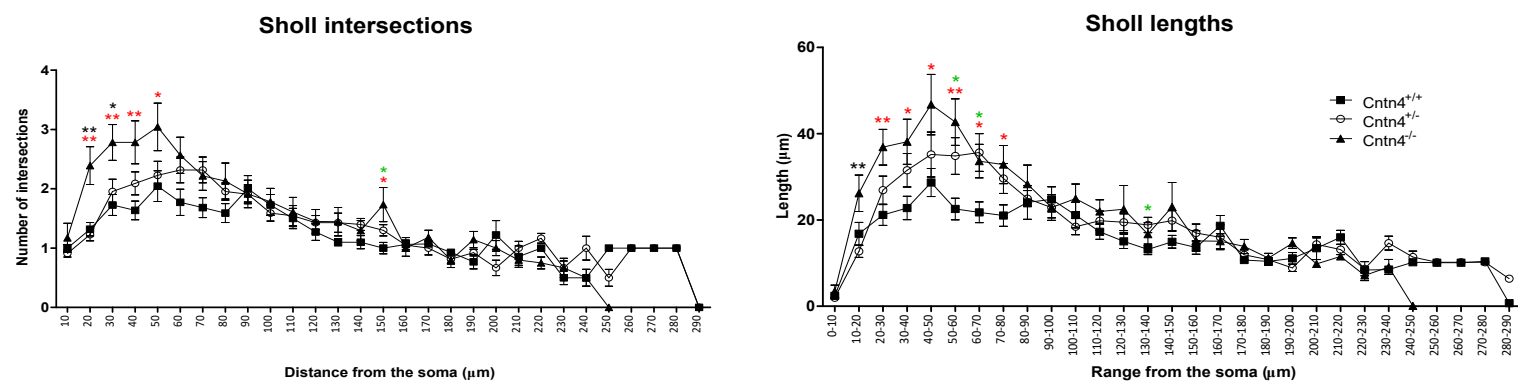 Sholl intersections
Number of intersections
4
3
2
1
0
** ** * ** ** * * *
10 20 30 40 50 60 70 80 90 100 110 120 130 140 150 160 170 180 190 200 210 220 230 240 250 260 270 280 290
Distance from the soma (μm)
Sholl lengths
Length (μm)
60
40
20
0
** ** * * * ** * * * *
Cntn4+/+
Cntn4+/-
Cntn4-/-
0-10 10-20 20-30 30-40 40-50 50-60 60-70 70-80 80-90 90-100 100-110 110-120 120-130 130-140 140-150 150-160 160-170 170-180 180-190 190-200 200-210 210-220 220-230 230-240 240-250 250-260 260-270 270-280 280-290
Range from the soma (μm)